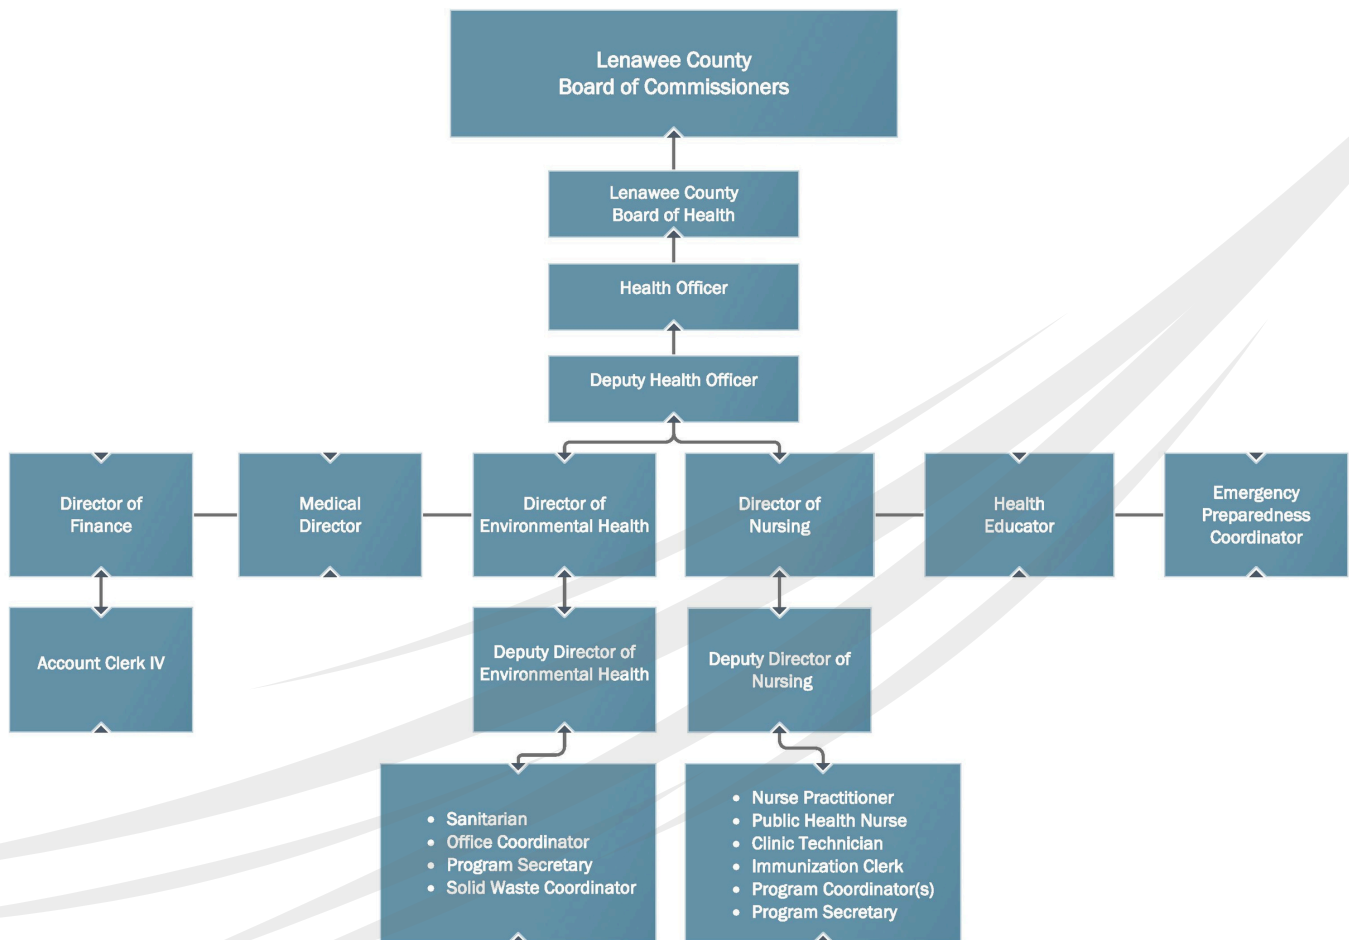 Lenawee County
Board of Commissioners
Lenawee County
Board of Health
Health Officer
Deputy Health Officer
Director of
Finance
Medical
Director
Director of
Environmental Health
Director of
Nursing
Health
Educator
Emergency
Preparedness
Coordinator
Account Clerk IV
Deputy Director of
Environmental Health
Deputy Director of
Nursing
• Sanitarian
• Office Coordinator
• Program Secretary
• Solid Waste Coordinator
• Nurse Practitioner
• Public Health Nurse
• Clinic Technician
• Immunization Clerk
• Program Coordinator(s)
• Program Secretary